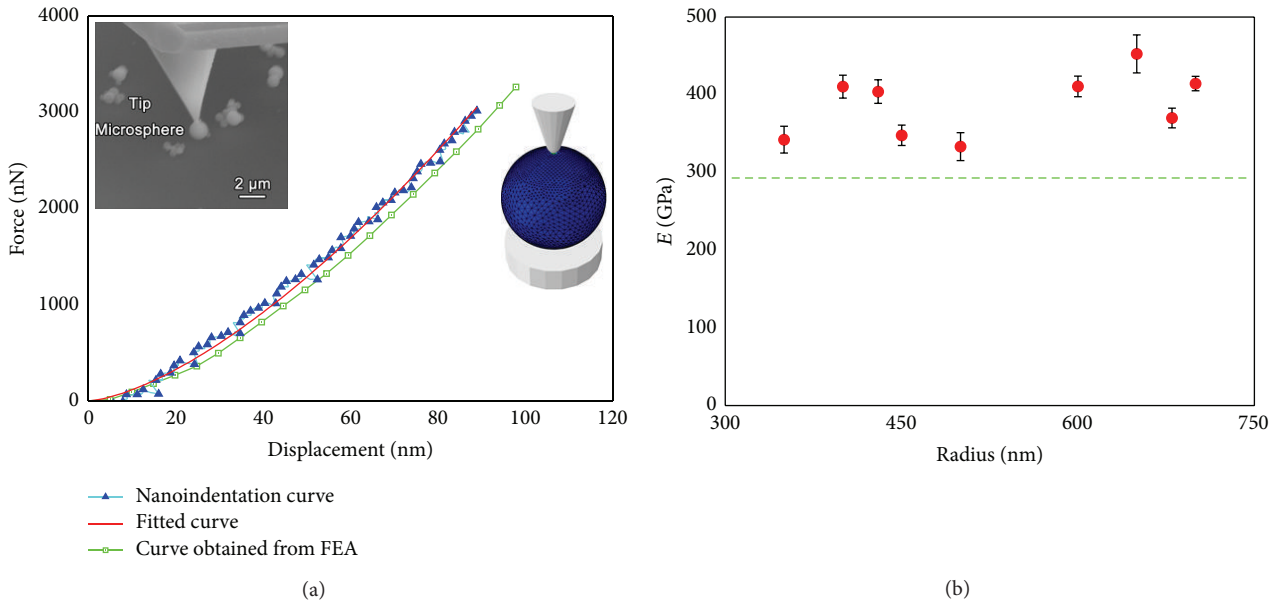 4000
3000
2000
1000
0
Force (nN)
Tip
Microsphere
2 μm
0 20 40 60 80 100 120
Displacement (nm)
Nanoindentation curve
Fitted curve
Curve obtained from FEA
(a)
500
400
300
200
100
0
E (GPa)
300 450 600 750
Radius (nm)
(b)